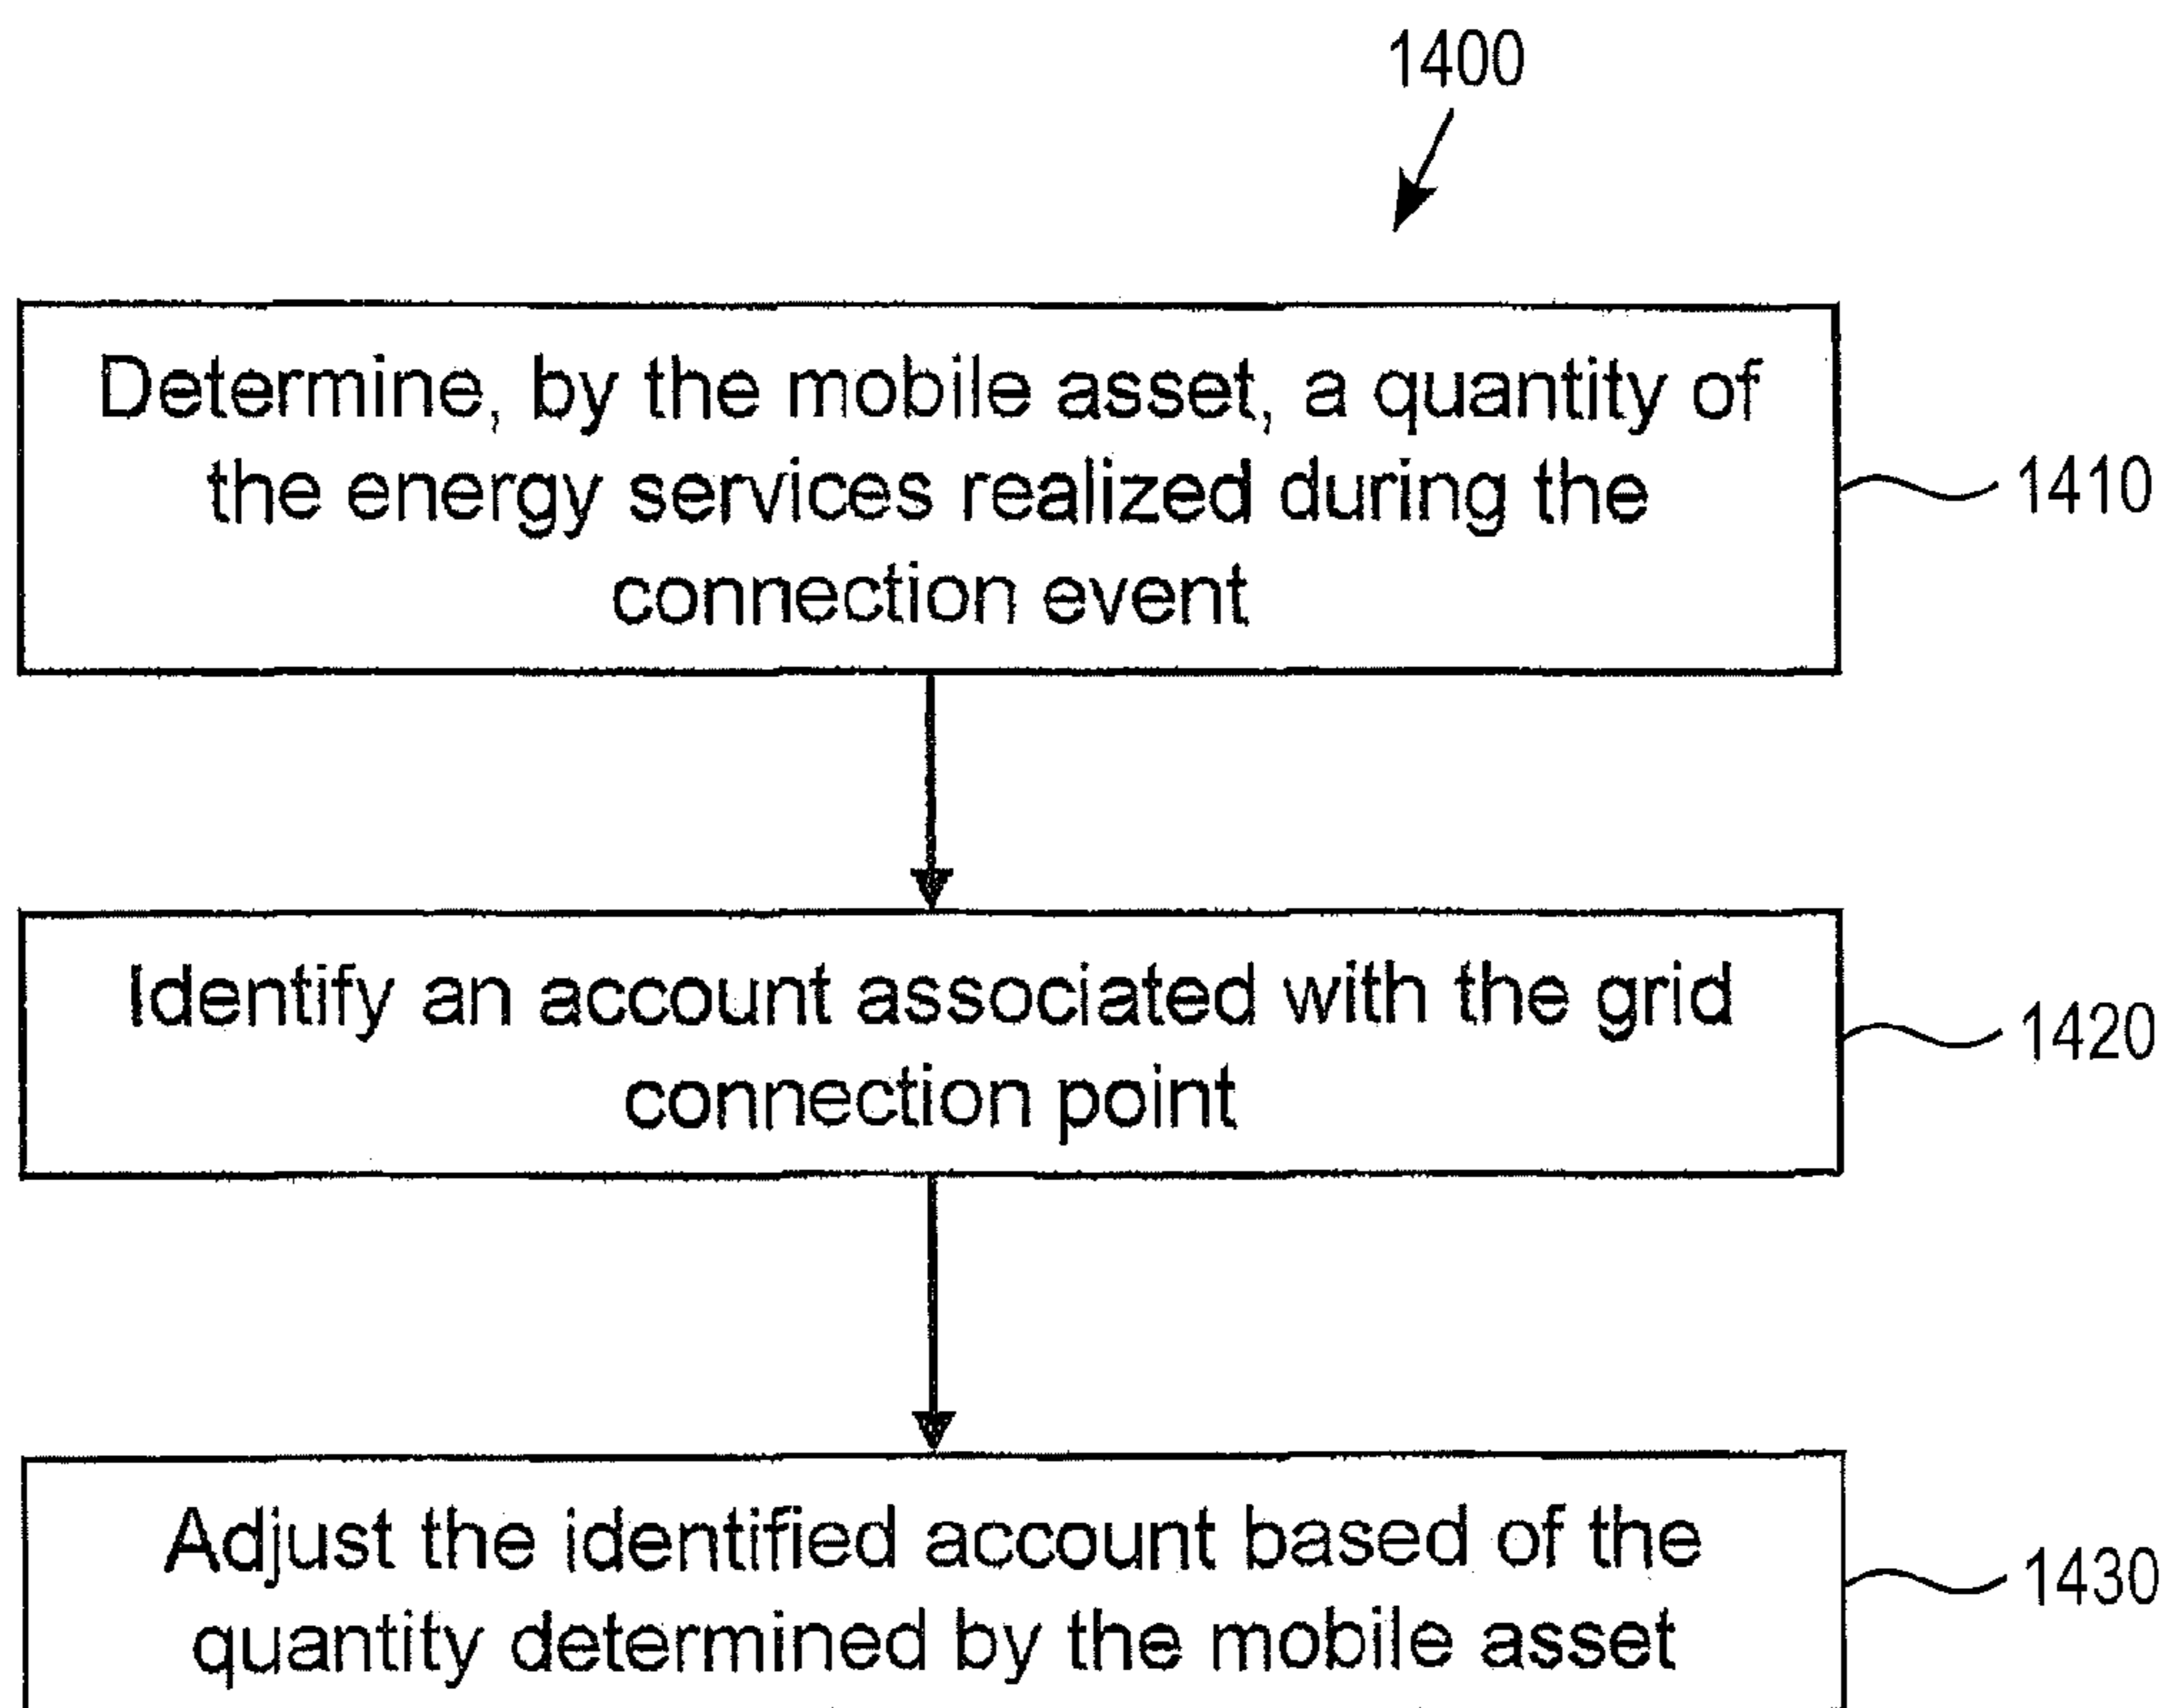 1400
Determine, by the mobile asset, a quantity of
the energy services realized during the
connection event
1410
Identify an account associated with the grid
connection point
1420
Adjust the identified account based of the
quantity determined by the mobile asset
1430